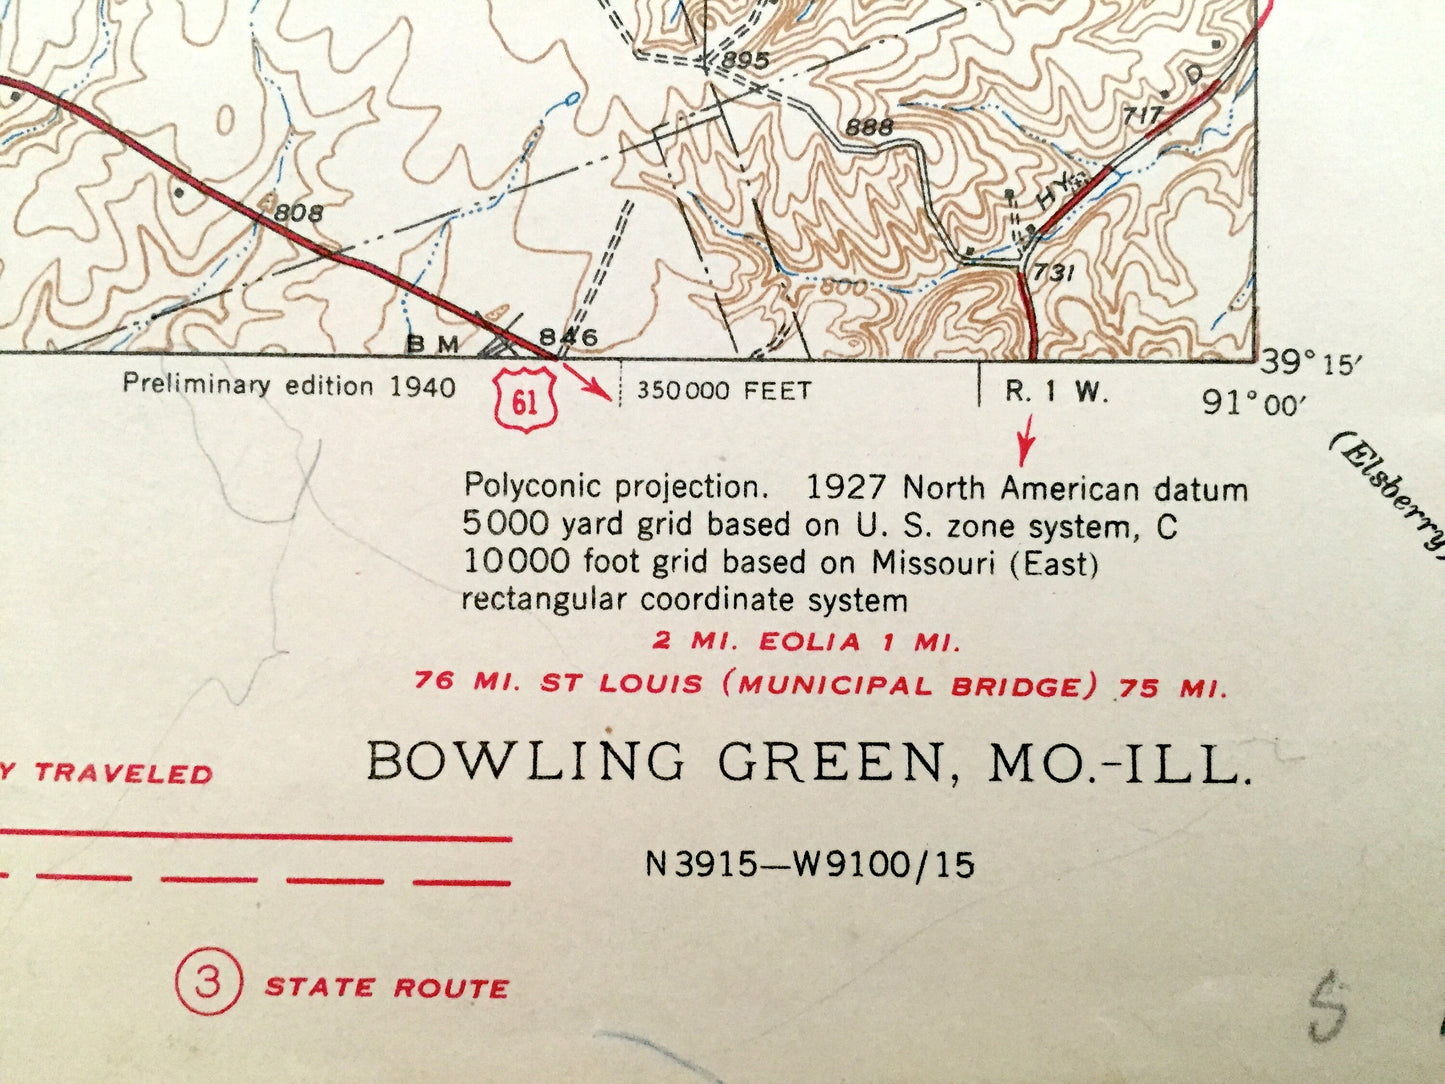 895
D
717
888
HY
808
731
800
BM 846
39°15′
Preliminary edition 1940
61
350000 FEET
R. 1 W.
91°00′
(Elsberry)
Polyconic projection. 1927 North American datum
5000 yard grid based on U. S. zone system, C
10000 foot grid based on Missouri (East)
rectangular coordinate system
2 MI. EOLIA 1 MI.
76 MI. ST LOUIS (MUNICIPAL BRIDGE) 75 MI.
BOWLING GREEN, MO.-ILL.
Y TRAVELED
N3915—W9100/15
3 STATE ROUTE
5